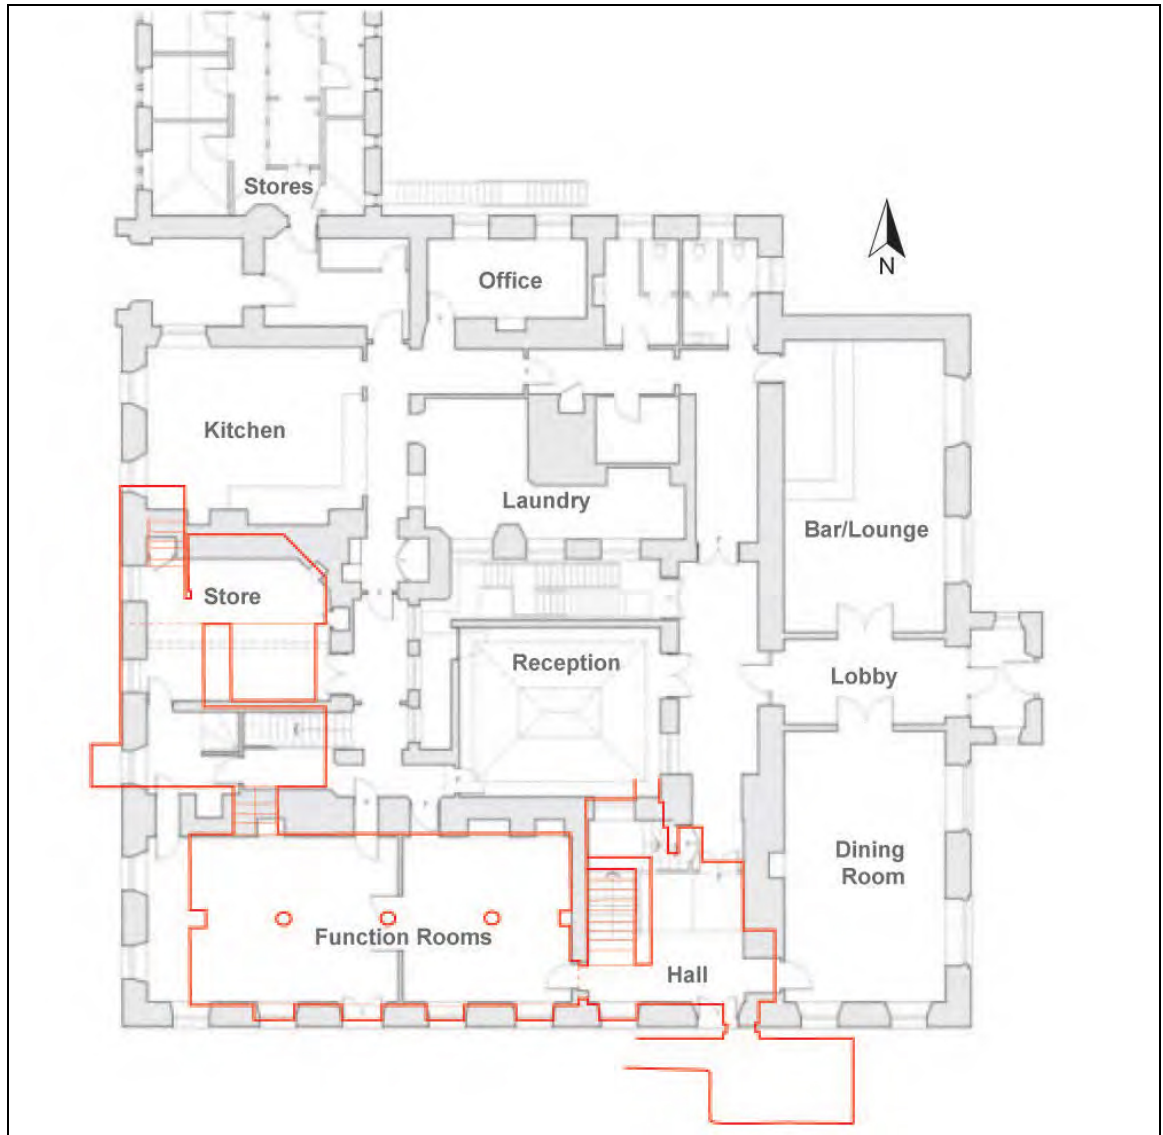 Stores
N
Office
Kitchen
Laundry
Bar/Lounge
Store
Reception
Lobby
Dining
Room
Function Rooms
Hall